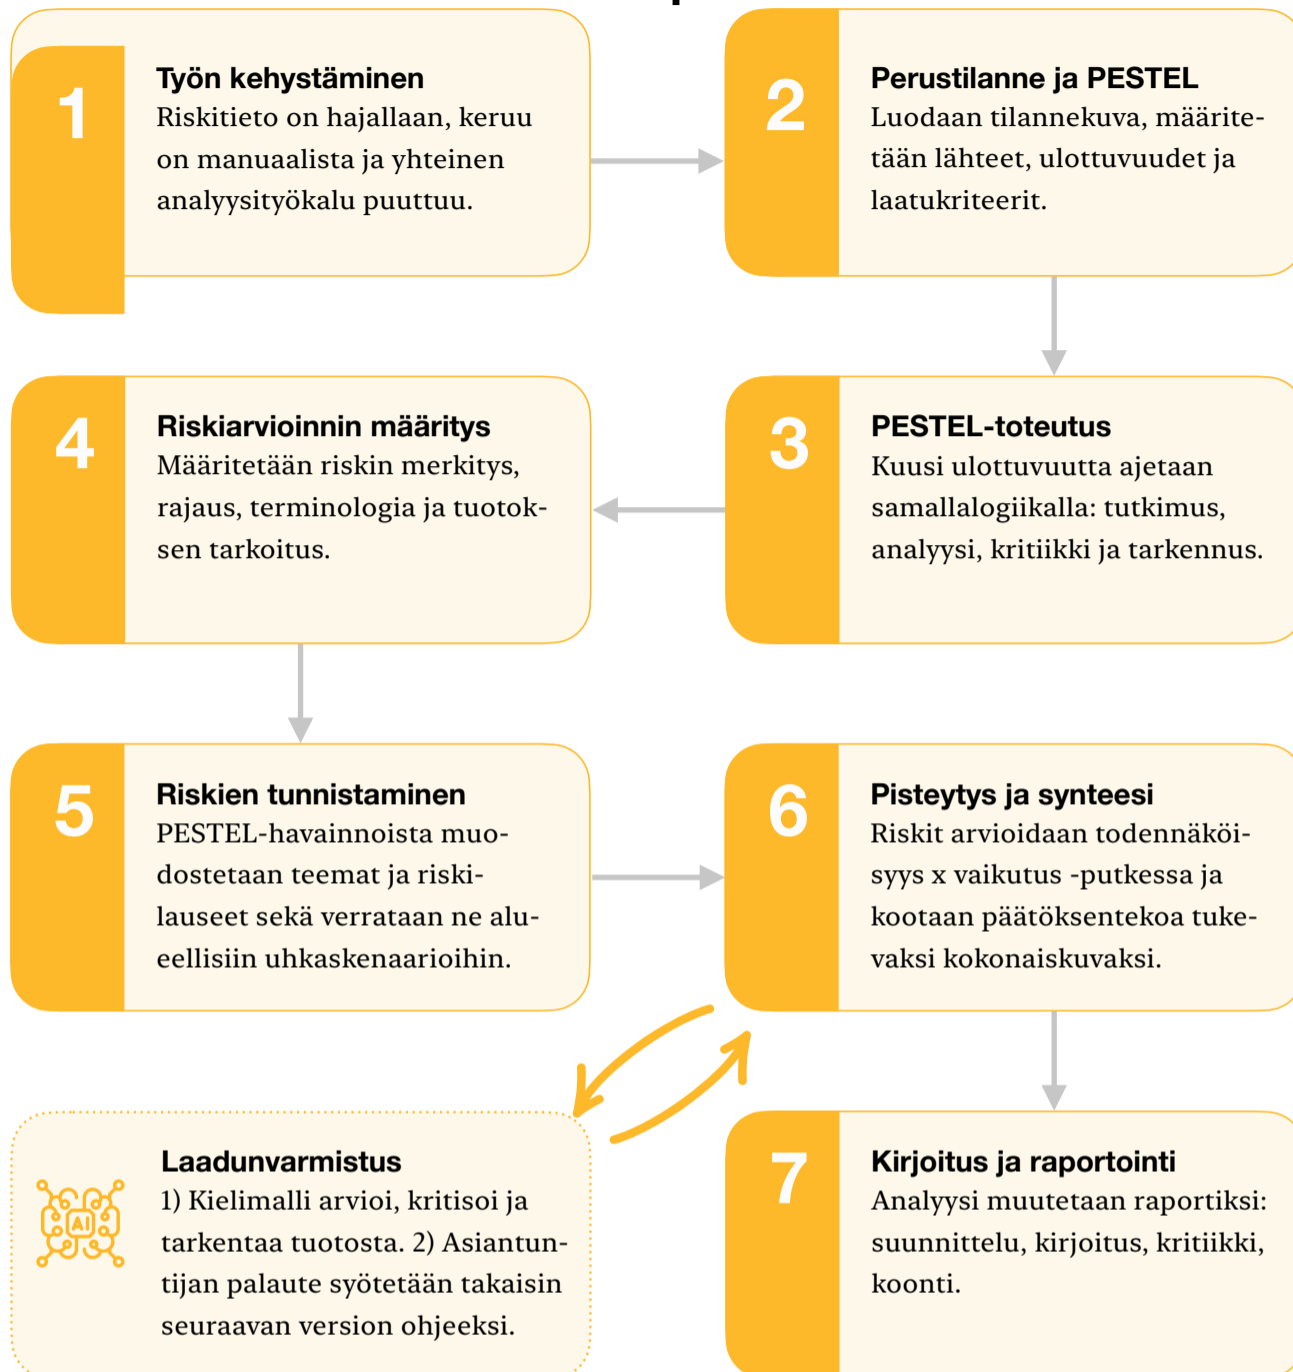 1
Työn kehystäminen
Riskitieto on hajallaan, keruu
on manuaalista ja yhteinen
analyysityökalu puuttuu.
2
Perustilanne ja PESTEL
Luodaan tilannekuva, määrite-
tään lähteet, ulottuvuudet ja
laatukriteerit.
3
PESTEL-toteutus
Kuusi ulottuvuutta ajetaan
samallalogiikalla: tutkimus,
analyysi, kritiikki ja tarkennus.
4
Riskiarvioinnin määritys
Määritetään riskin merkitys,
rajaus, terminologia ja tuotok-
sen tarkoitus.
5
Riskien tunnistaminen
PESTEL-havainnoista muo-
dostetaan teemat ja riski-
lauseet sekä verrataan ne alu-
eellisiin uhkaskenaarioihin.
6
Pisteytys ja synteesi
Riskit arvioidaan todennäköi-
syys x vaikutus -putkessa ja
kootaan päätöksentekoa tuke-
vaksi kokonaiskuvaksi.
AI
Laadunvarmistus
1) Kielimalli arvioi, kritisoi ja
tarkentaa tuotosta. 2) Asiantun-
tijan palaute syötetään takaisin
seuraavan version ohjeeksi.
7
Kirjoitus ja raportointi
Analyysi muutetaan raportiksi:
suunnittelu, kirjoitus, kritiikki,
koonti.